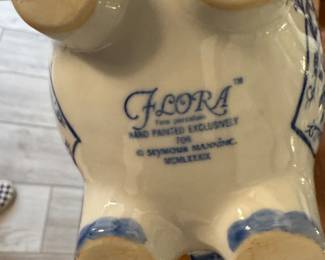 FLORA™
Fine porcelain
HAND PAINTED EXCLUSIVELY
FOR
© SEYMOUR MANN, INC.
MCMLXXXIX